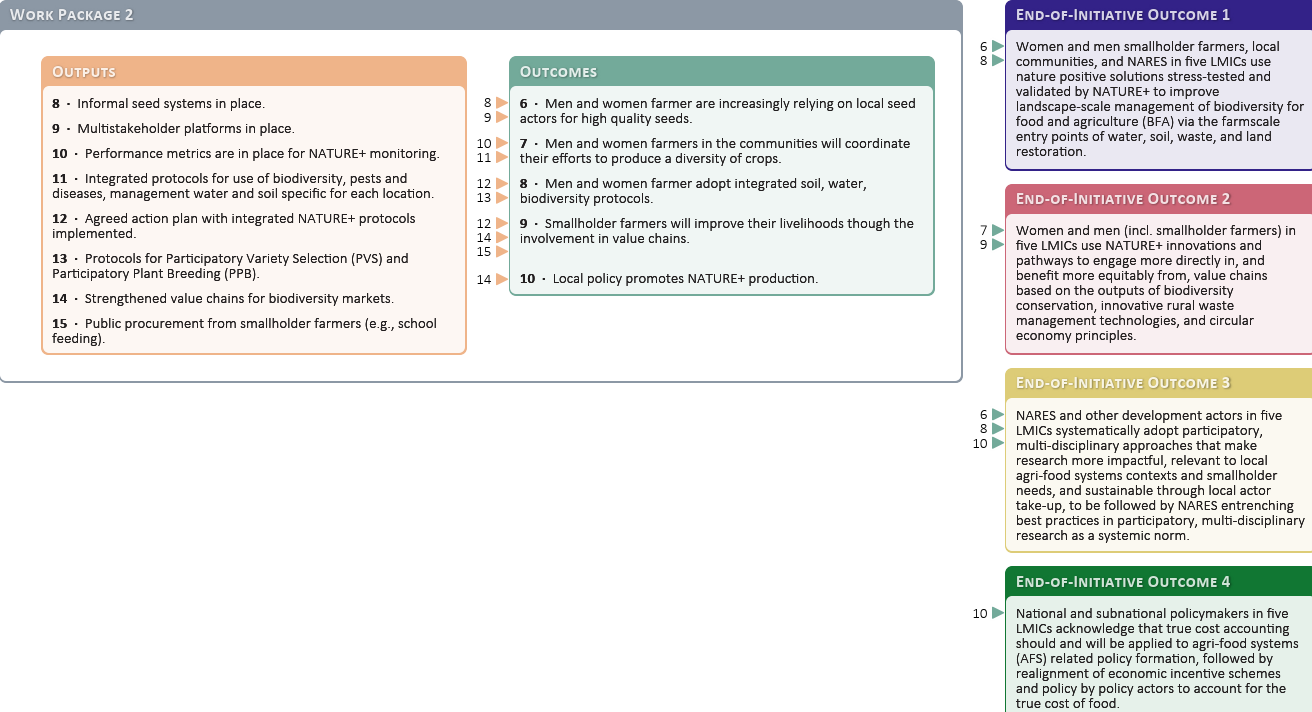 WORK PACKAGE 2
OUTPUTS
8 · Informal seed systems in place.
9 · Multistakeholder platforms in place.
10 · Performance metrics are in place for NATURE+ monitoring.
11 · Integrated protocols for use of biodiversity, pests and
diseases, management water and soil specific for each location.
12 · Agreed action plan with integrated NATURE+ protocols
implemented.
13 · Protocols for Participatory Variety Selection (PVS) and
Participatory Plant Breeding (PPB).
14 · Strengthened value chains for biodiversity markets.
15 · Public procurement from smallholder farmers (e.g., school
feeding).
OUTCOMES
8
9
6 · Men and women farmer are increasingly relying on local seed
actors for high quality seeds.
10
11
7 · Men and women farmers in the communities will coordinate
their efforts to produce a diversity of crops.
12
13
8 · Men and women farmer adopt integrated soil, water,
biodiversity protocols.
12
14
15
9 · Smallholder farmers will improve their livelihoods though the
involvement in value chains.
14
10 · Local policy promotes NATURE+ production.
END-OF-INITIATIVE OUTCOME 1
6
8
Women and men smallholder farmers, local
communities, and NARES in five LMICs use
nature positive solutions stress-tested and
validated by NATURE+ to improve
landscape-scale management of biodiversity for
food and agriculture (BFA) via the farmscale
entry points of water, soil, waste, and land
restoration.
END-OF-INITIATIVE OUTCOME 2
7
9
Women and men (incl. smallholder farmers) in
five LMICs use NATURE+ innovations and
pathways to engage more directly in, and
benefit more equitably from, value chains
based on the outputs of biodiversity
conservation, innovative rural waste
management technologies, and circular
economy principles.
END-OF-INITIATIVE OUTCOME 3
6
8
10
NARES and other development actors in five
LMICs systematically adopt participatory,
multi-disciplinary approaches that make
research more impactful, relevant to local
agri-food systems contexts and smallholder
needs, and sustainable through local actor
take-up, to be followed by NARES entrenching
best practices in participatory, multi-disciplinary
research as a systemic norm.
END-OF-INITIATIVE OUTCOME 4
10
National and subnational policymakers in five
LMICs acknowledge that true cost accounting
should and will be applied to agri-food systems
(AFS) related policy formation, followed by
realignment of economic incentive schemes
and policy by policy actors to account for the
true cost of food.